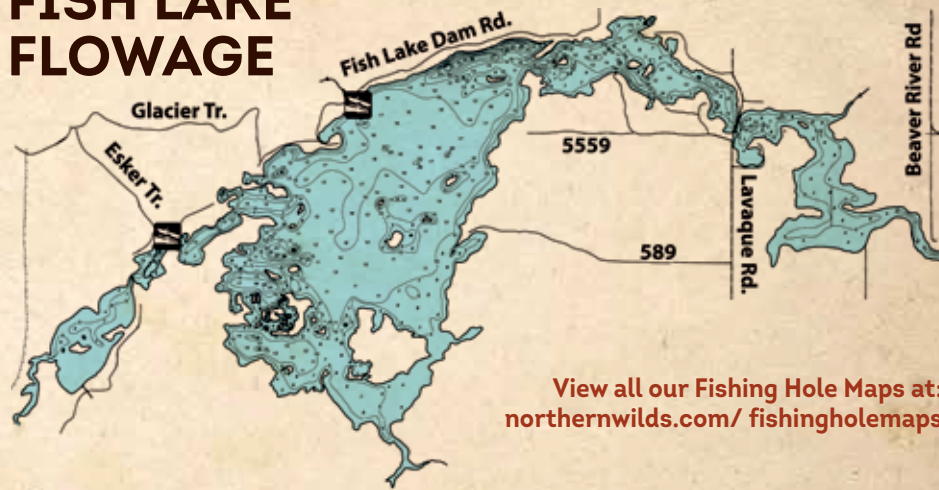 FISH LAKE
FLOWAGE
Fish Lake Dam Rd.
Glacier Tr.
Esker Tr.
5559
589
Lavaque Rd.
Beaver River Rd
View all our Fishing Hole Maps at:
northernwilds.com/ fishingholemaps